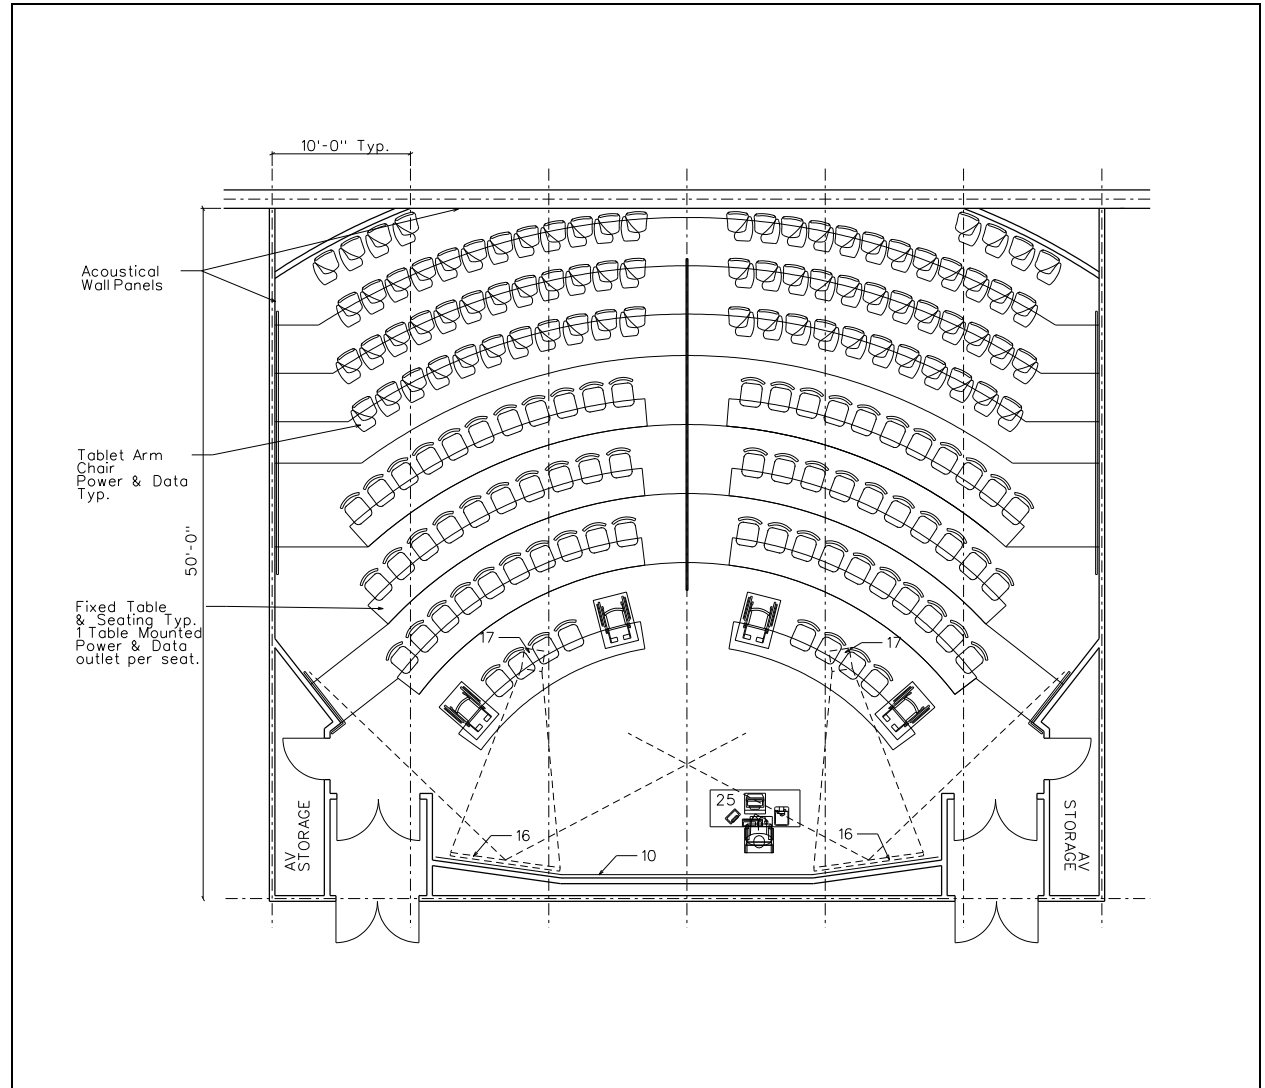 10'-0" Typ.
Acoustical
Wall Panels
Tablet Arm
Chair
Power & Data
Typ.
50'-0"
Fixed Table
& Seating Typ.
1 Table Mounted
Power & Data
outlet per seat.
17
17
25
16
16
10
AV
STORAGE
AV
STORAGE